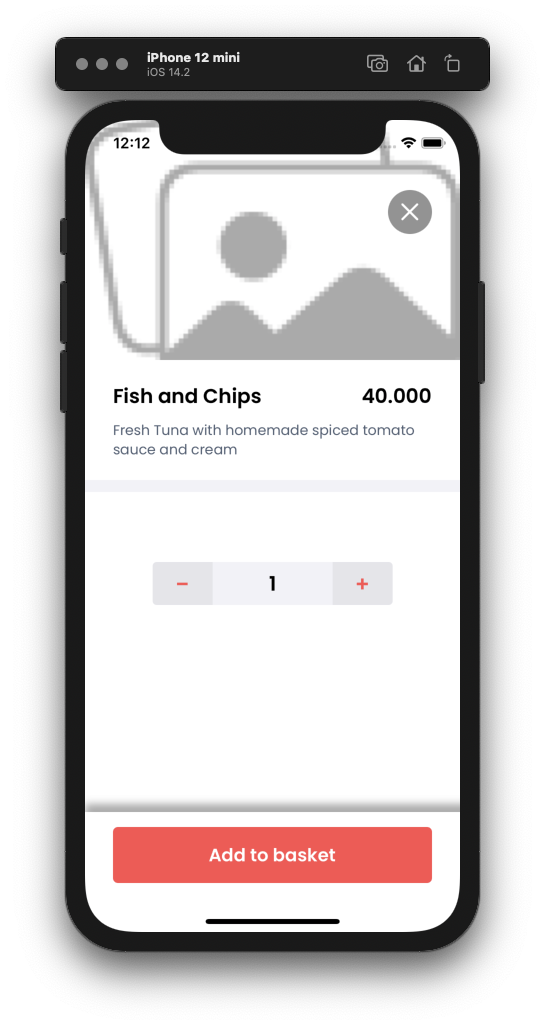 iPhone 12 mini
iOS 14.2
12:12
Fish and Chips 40.000
Fresh Tuna with homemade spiced tomato
sauce and cream
− 1 +
Add to basket